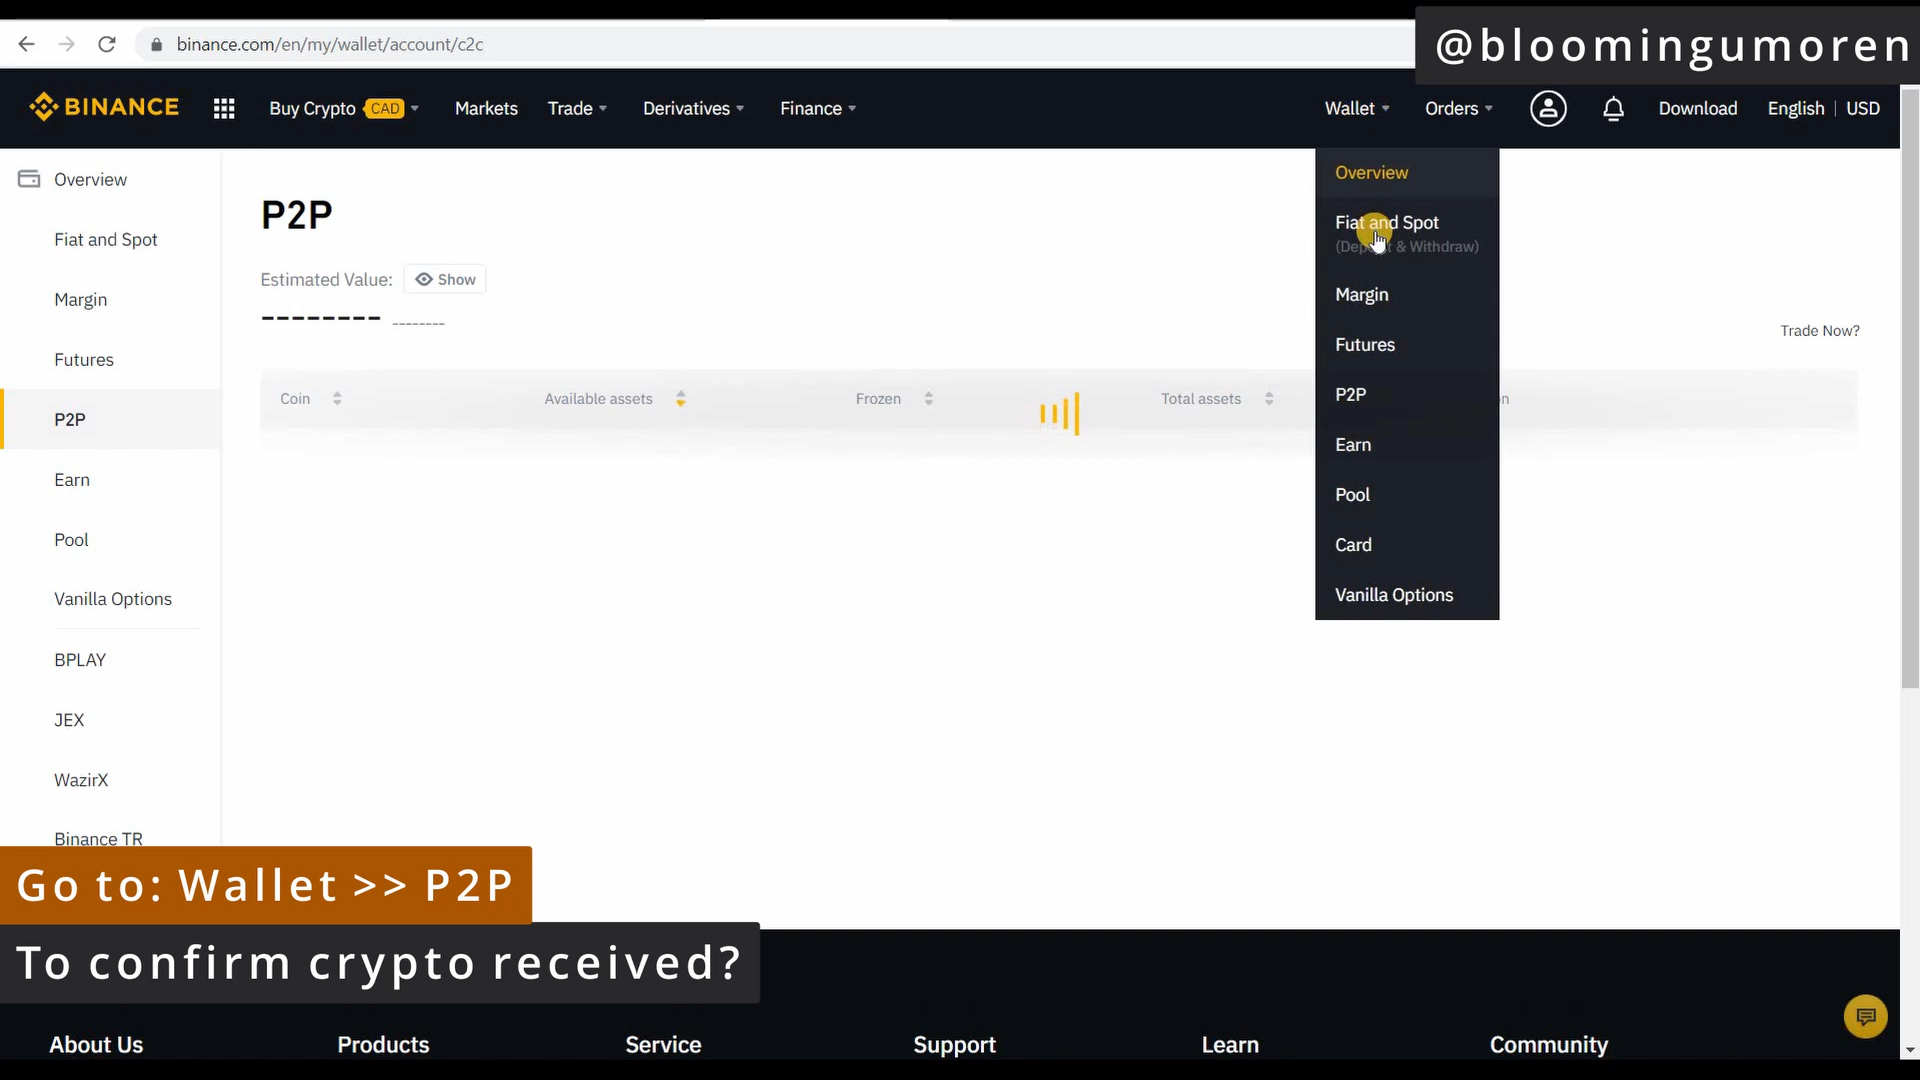 binance.com/en/my/wallet/account/c2c
@bloomingumoren
BINANCE Buy Crypto CAD Markets Trade Derivatives Finance Wallet Orders Download English | USD
Overview
Fiat and Spot
Margin
Futures
P2P
Earn
Pool
Vanilla Options
BPLAY
JEX
WazirX
Binance TR
P2P
Estimated Value: Show
-------- --------
Trade Now?
Coin Available assets Frozen Total assets
Overview
Fiat and Spot
(Deposit & Withdraw)
Margin
Futures
P2P
Earn
Pool
Card
Vanilla Options
Go to: Wallet >> P2P
To confirm crypto received?
About Us Products Service Support Learn Community